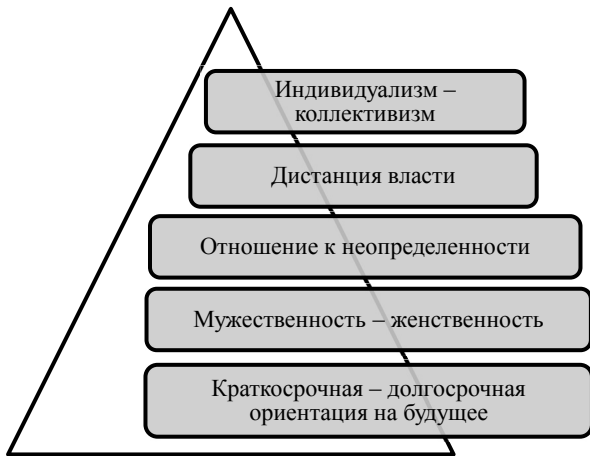 Индивидуализм –
коллективизм
Дистанция власти
Отношение к неопределенности
Мужественность – женственность
Краткосрочная – долгосрочная
ориентация на будущее